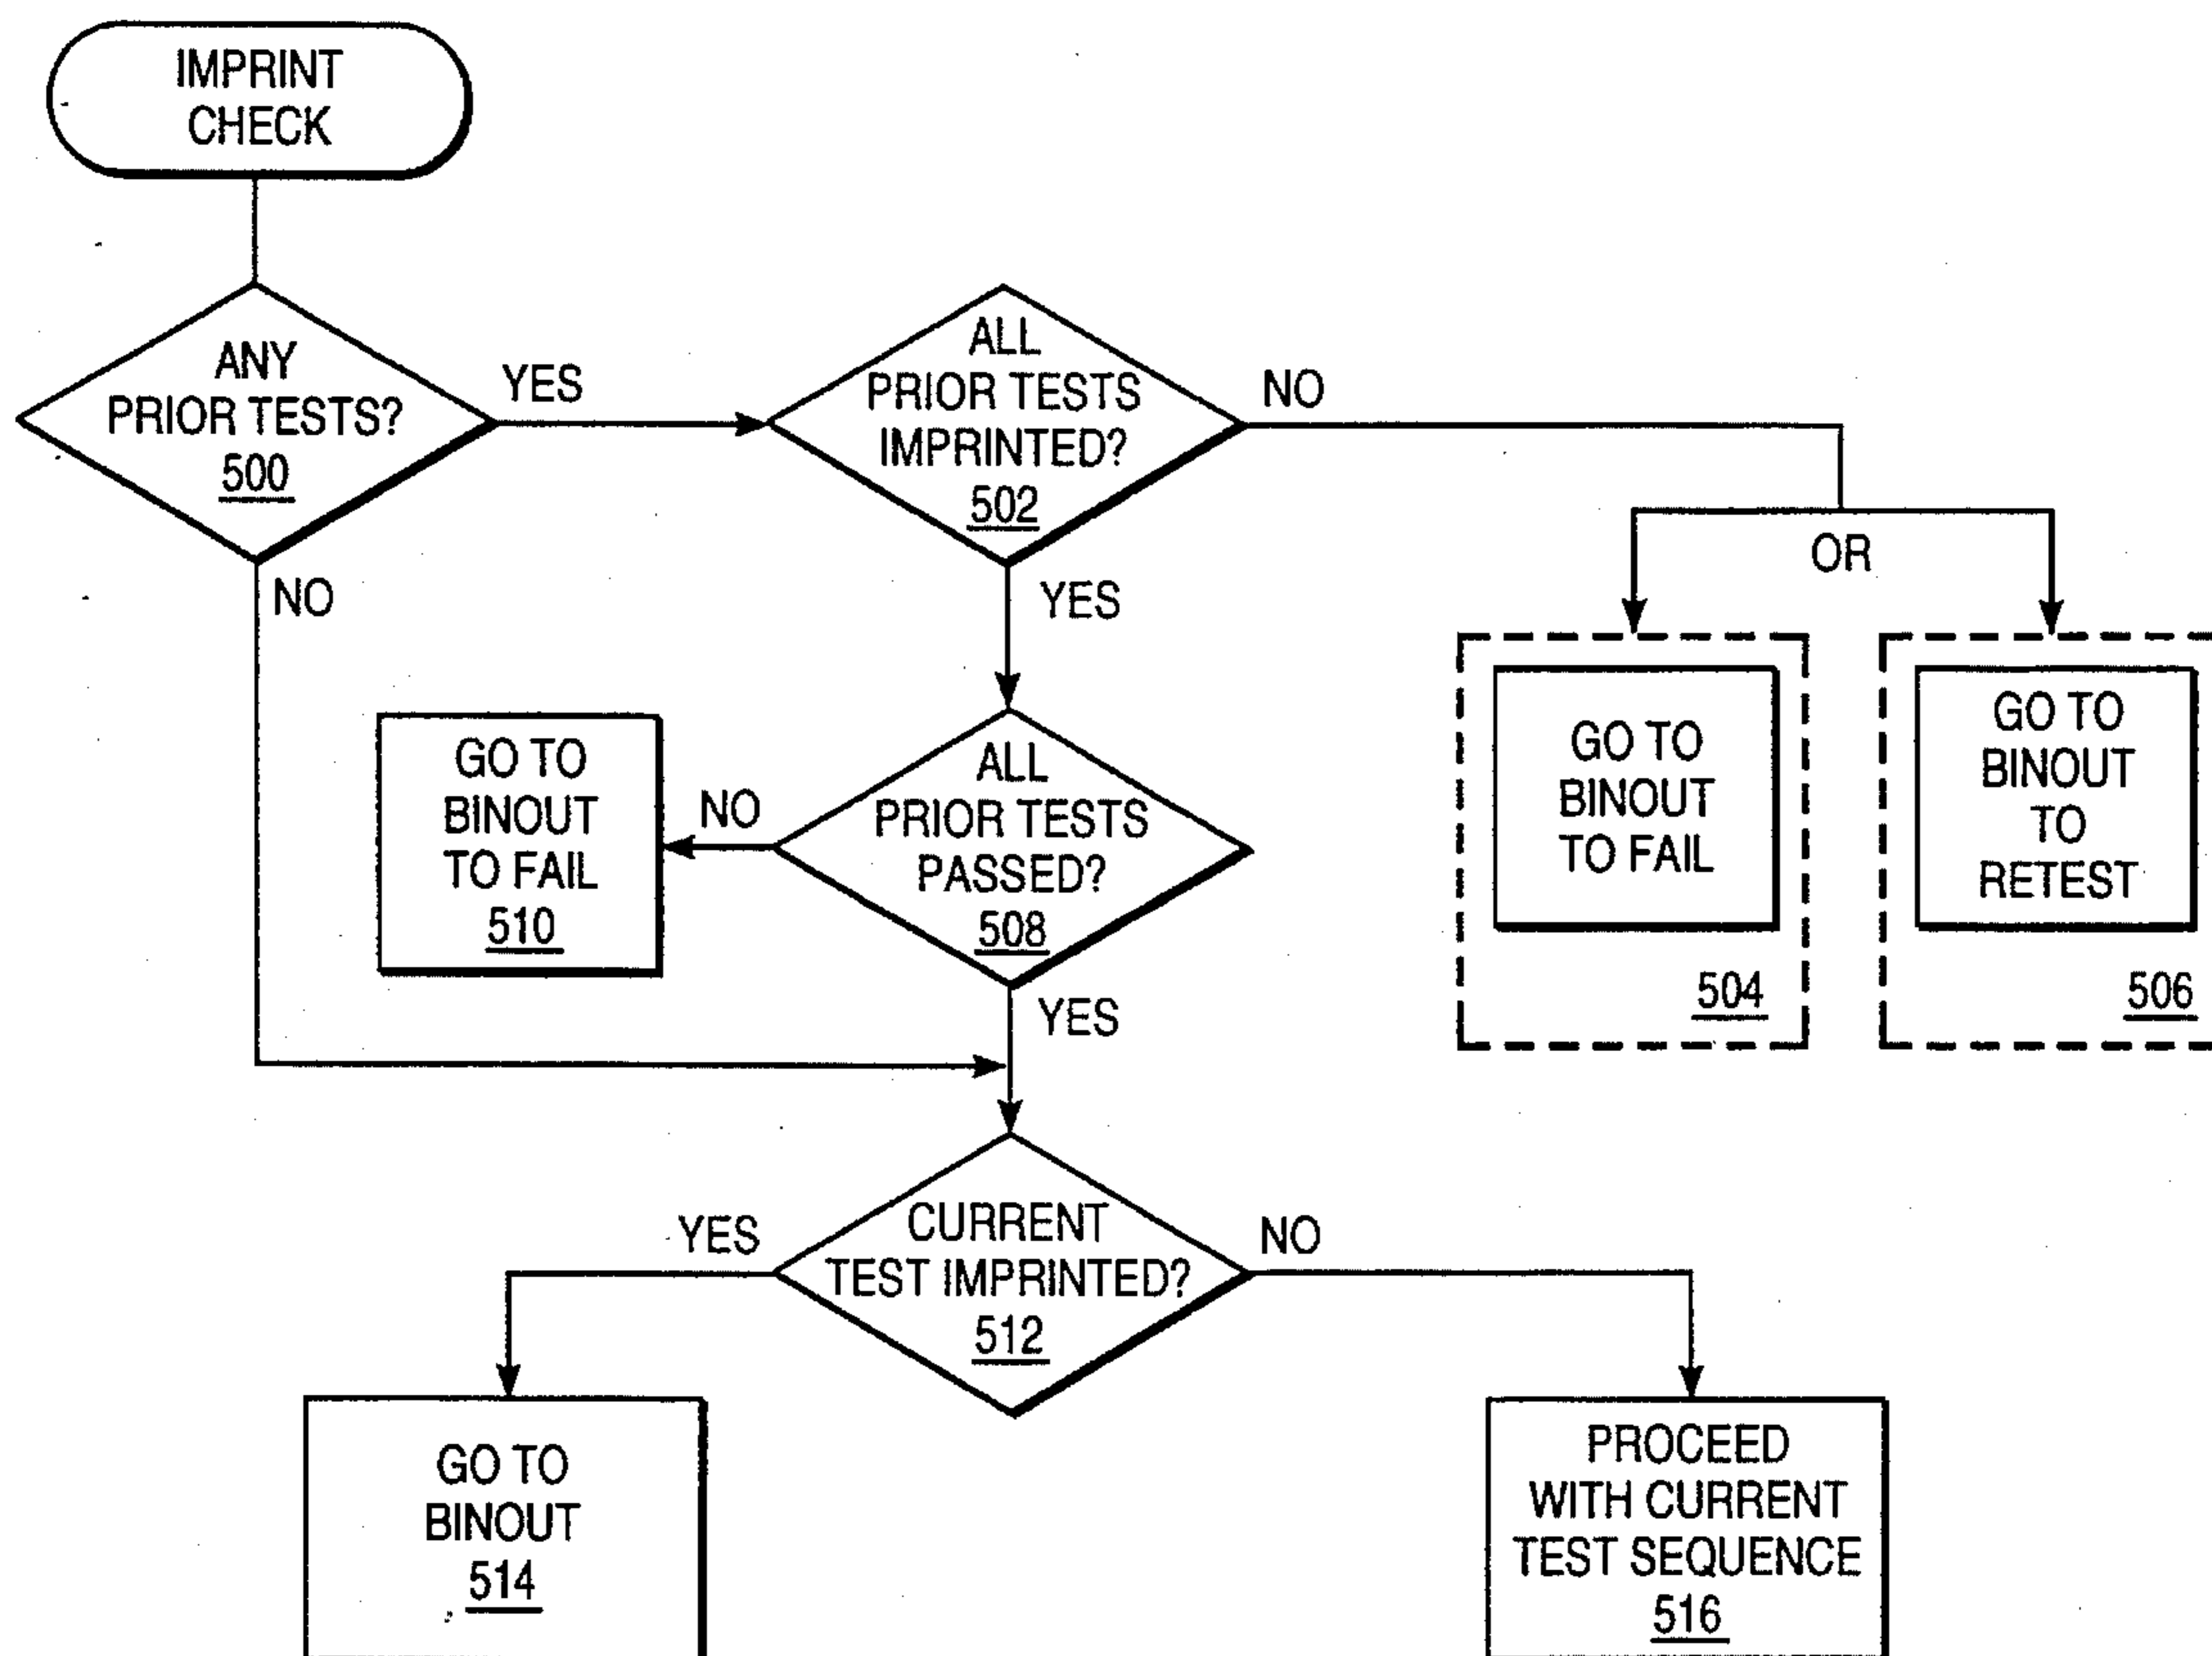 IMPRINT
CHECK
ANY
PRIOR TESTS?
500
YES
NO
ALL
PRIOR TESTS
IMPRINTED?
502
NO
YES
OR
GO TO
BINOUT
TO FAIL
504
GO TO
BINOUT
TO
RETEST
506
ALL
PRIOR TESTS
PASSED?
508
NO
YES
GO TO
BINOUT
TO FAIL
510
CURRENT
TEST IMPRINTED?
512
YES
NO
GO TO
BINOUT
514
PROCEED
WITH CURRENT
TEST SEQUENCE
516